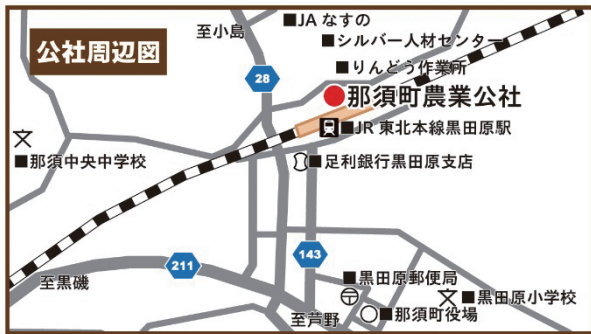 公社周辺図
至小島
■JA なすの
■シルバー人材センター
■りんどう作業所
28
那須町農業公社
■JR 東北本線黒田原駅
■那須中央中学校
■足利銀行黒田原支店
143
211
至黒磯
■黒田原郵便局
■黒田原小学校
■那須町役場
至芦野